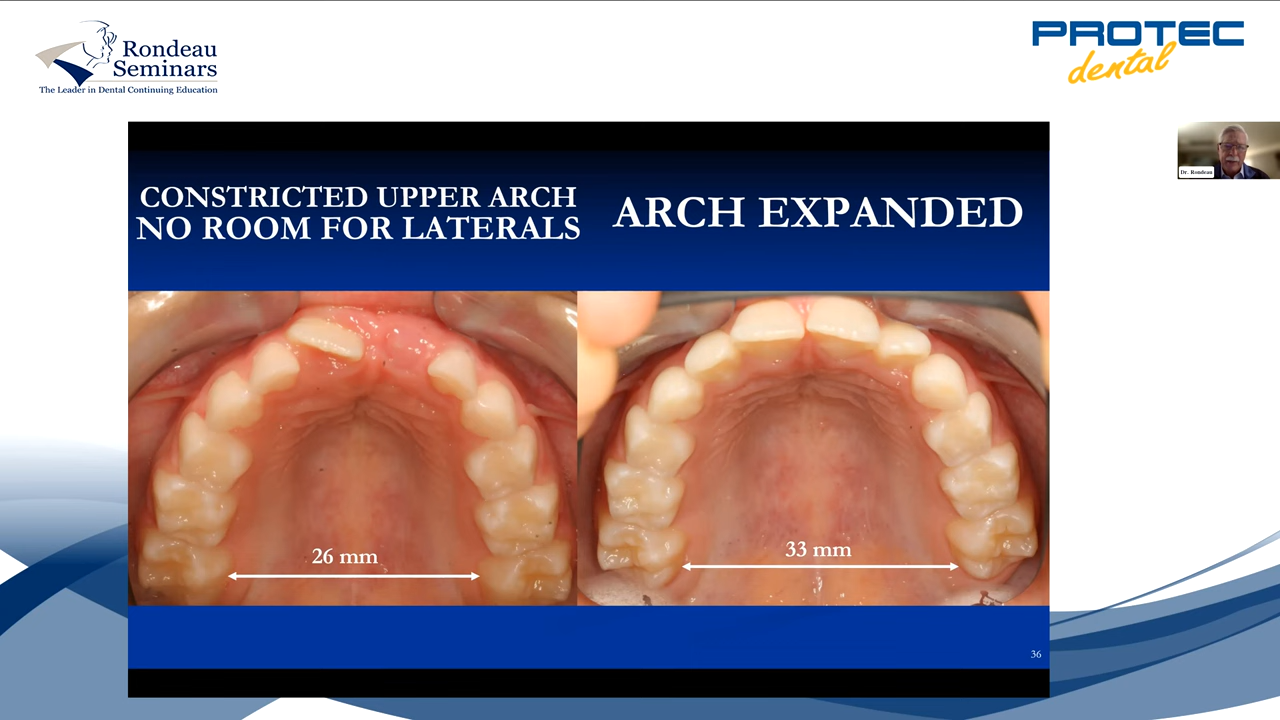 Rondeau
Seminars
The Leader in Dental Continuing Education
PROTEC
dental
Dr. Rondeau
CONSTRICTED UPPER ARCH
NO ROOM FOR LATERALS
ARCH EXPANDED
26 mm
33 mm
36